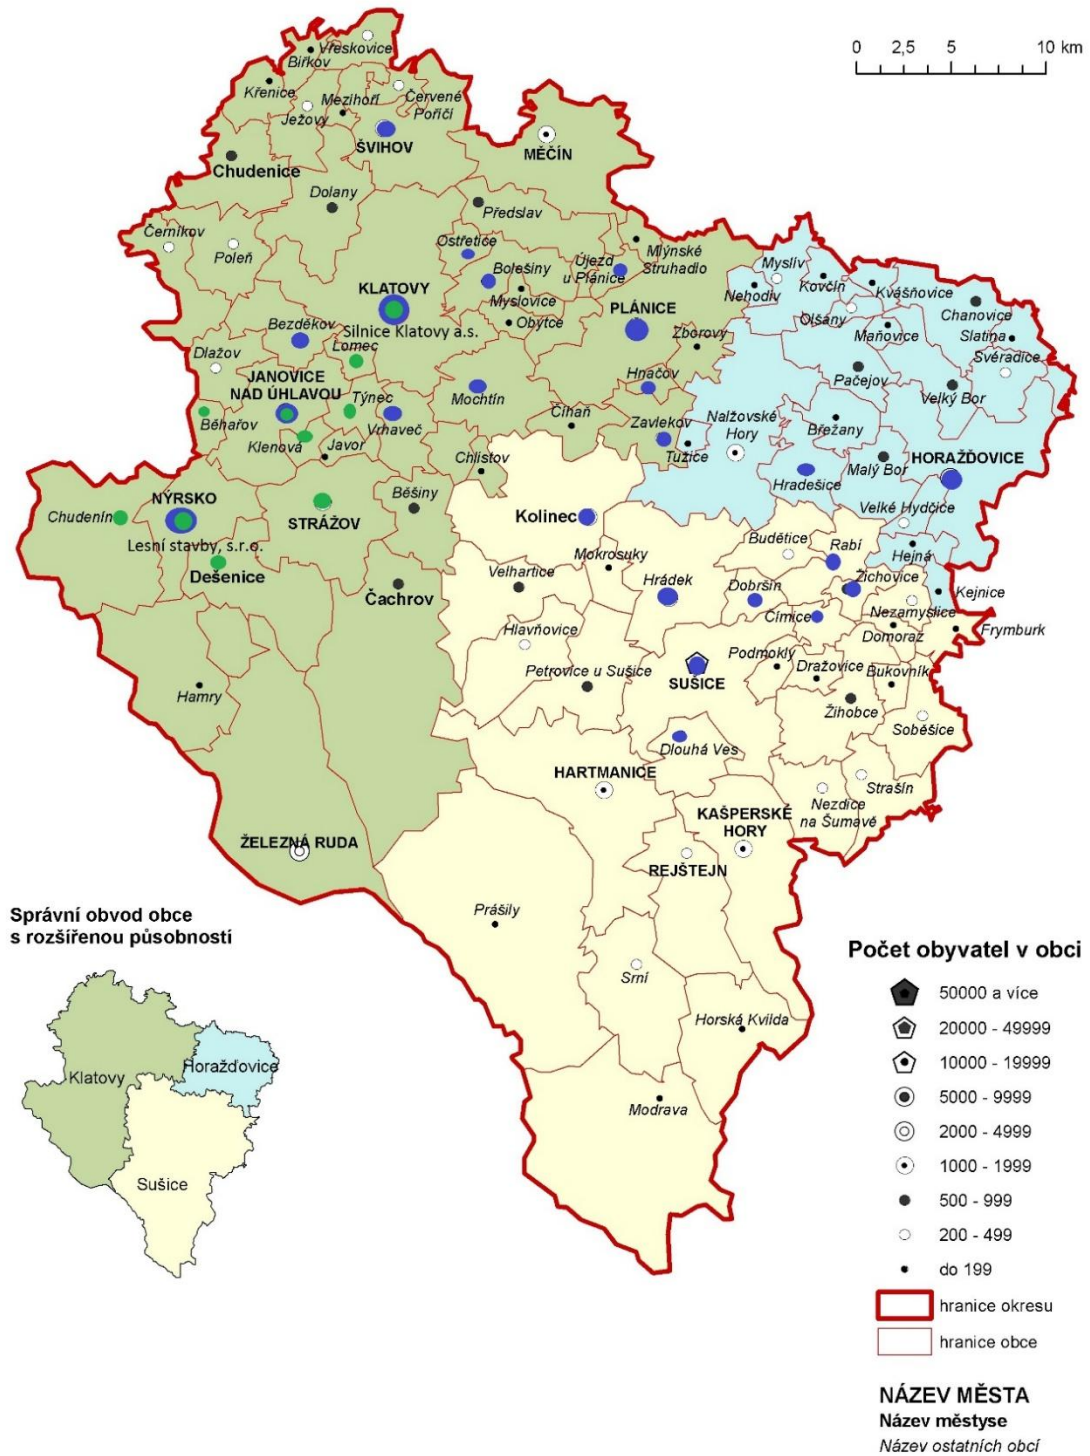 0 2,5 5 10 km
Vřeskovice
Biřkov
Křenice
Mezihoří
Ježovy
Červené
Poříčí
ŠVIHOV
MĚČÍN
Chudenice
Dolany
Předslav
Černíkov
Poleň
Ostřetice
Bolešiny
Újezd
u Plánice
Mlýnské
Struhadlo
Myslovice
KLATOVY
Silnice Klatovy a.s.
Obytce
PLÁNICE
Zborovy
Bezděkov
Lomec
Dlažov
JANOVICE
NAD ÚHLAVOU
Týnec
Mochtín
Hnačov
Běhařov
Vrhaveč
Číhaň
Zavlekov
Klenová
Javor
Chlistov
Tužice
Myslív
Nehodiv
Kovčín
Kvášňovice
Olšany
Chanovice
Maňovice
Slatina
Svéradice
Pačejov
Velký Bor
Nalžovské
Hory
Břežany
Malý Bor
HORAŽĎOVICE
Hradešice
Velké Hydčice
Hejná
Kejnice
Chudenín
NÝRSKO
Lesní stavby, s.r.o.
STRÁŽOV
Běšiny
Dešenice
Čachrov
Kolinec
Mokrosuky
Velhartice
Hrádek
Budětice
Rabí
Dobršín
Žichovice
Nezamyslice
Čímice
Domoraz
Frymburk
Hlavňovice
Petrovice u Sušice
SUŠICE
Podmokly
Dražovice
Bukovník
Žihobce
Soběšice
Hamry
Dlouhá Ves
HARTMANICE
Strašín
Nezdice
na Šumavě
KAŠPERSKÉ
HORY
REJŠTEJN
ŽELEZNÁ RUDA
Prášily
Srní
Horská Kvilda
Modrava
Správní obvod obce
s rozšířenou působností
Klatovy
Horažďovice
Sušice
Počet obyvatel v obci
50000 a více
20000 - 49999
10000 - 19999
5000 - 9999
2000 - 4999
1000 - 1999
500 - 999
200 - 499
do 199
hranice okresu
hranice obce
NÁZEV MĚSTA
Název městyse
Název ostatních obcí